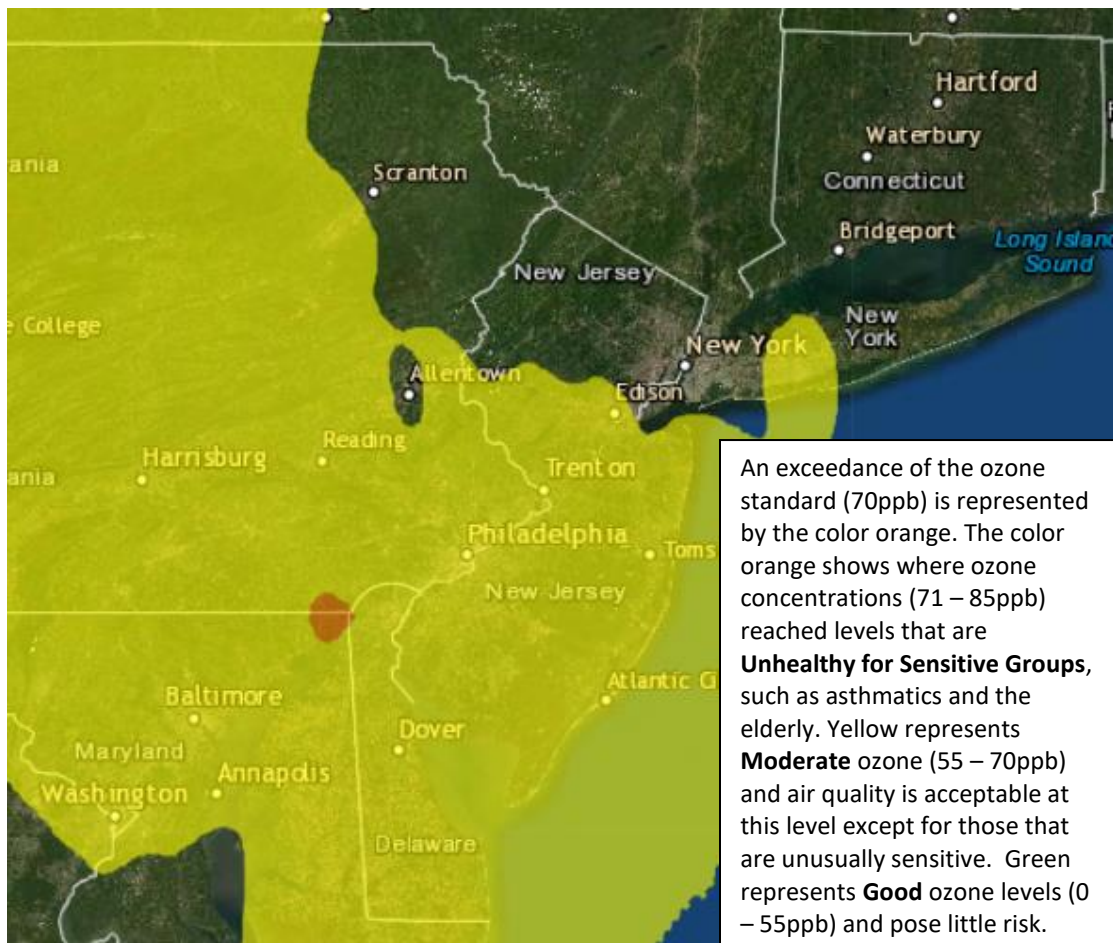 Hartford
Waterbury
Connecticut
ania
Scranton
Bridgeport
Long Island
Sound
New Jersey
e College
New
York
New York
Allentown
Edison
Reading
Harrisburg
ania
Trenton
Philadelphia
Toms
New Jersey
Baltimore
Atlantic Ci
Dover
Maryland
Annapolis
Washington
Delaware
An exceedance of the ozone
standard (70ppb) is represented
by the color orange. The color
orange shows where ozone
concentrations (71 – 85ppb)
reached levels that are
Unhealthy for Sensitive Groups,
such as asthmatics and the
elderly. Yellow represents
Moderate ozone (55 – 70ppb)
and air quality is acceptable at
this level except for those that
are unusually sensitive.  Green
represents Good ozone levels (0
– 55ppb) and pose little risk.